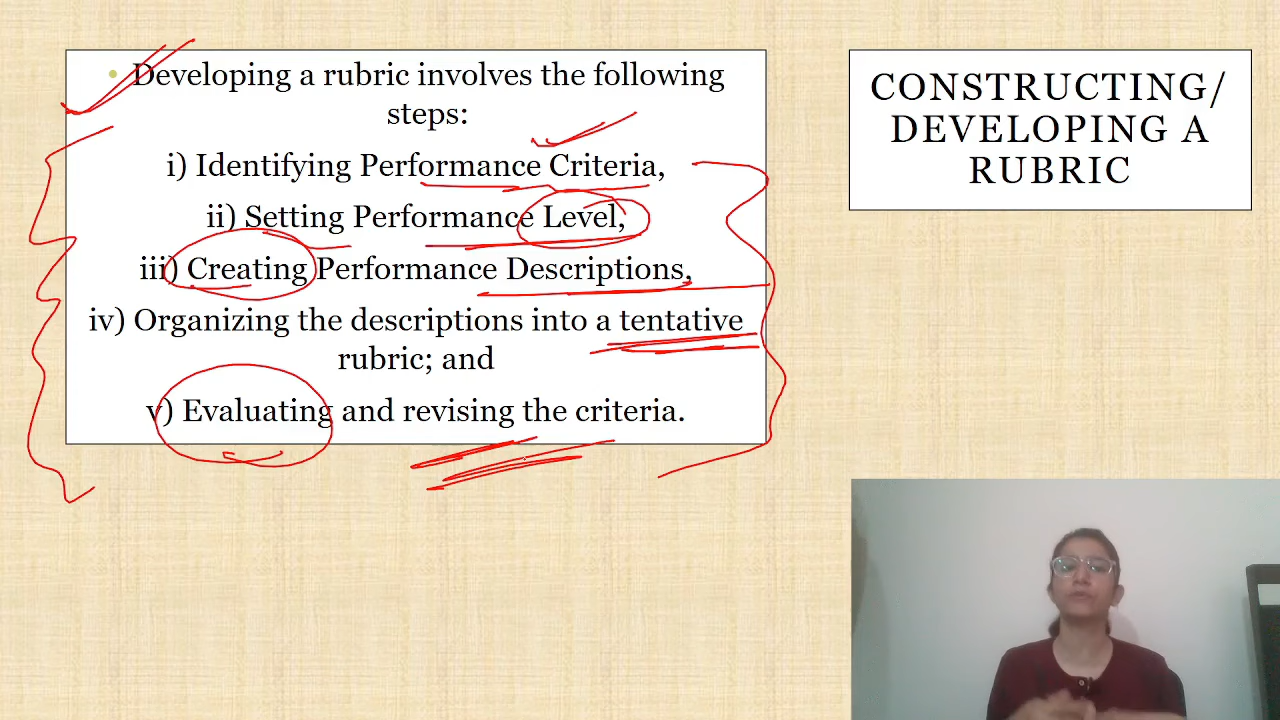 Developing a rubric involves the following
steps:
i) Identifying Performance Criteria,
ii) Setting Performance Level,
iii) Creating Performance Descriptions,
iv) Organizing the descriptions into a tentative
rubric; and
v) Evaluating and revising the criteria.
CONSTRUCTING/
DEVELOPING A
RUBRIC